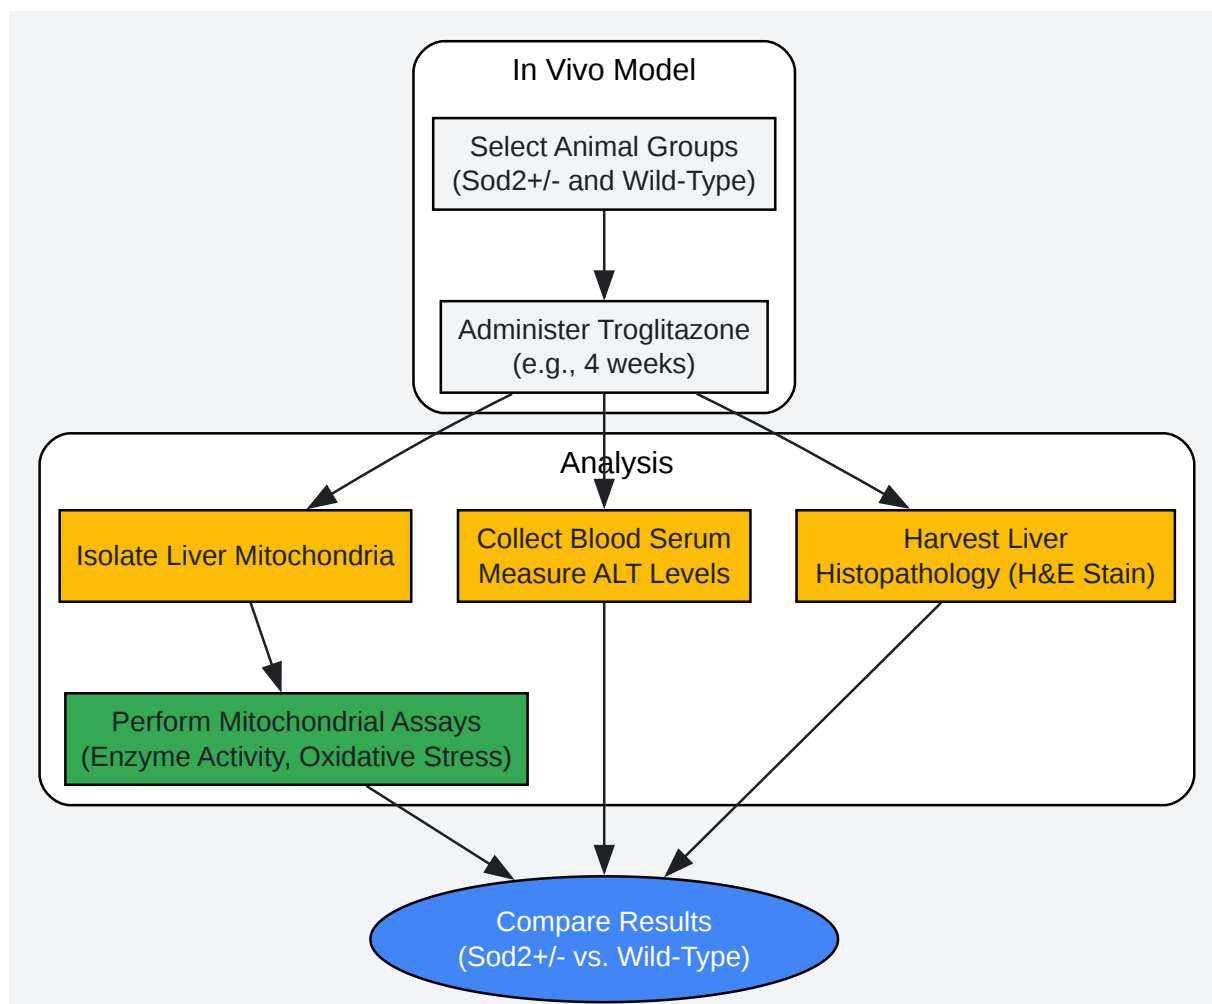 In Vivo Model
Select Animal Groups
(Sod2+/- and Wild-Type)
Administer Troglitazone
(e.g., 4 weeks)
Analysis
Isolate Liver Mitochondria
Collect Blood Serum
Measure ALT Levels
Harvest Liver
Histopathology (H&E Stain)
Perform Mitochondrial Assays
(Enzyme Activity, Oxidative Stress)
Compare Results
(Sod2+/- vs. Wild-Type)